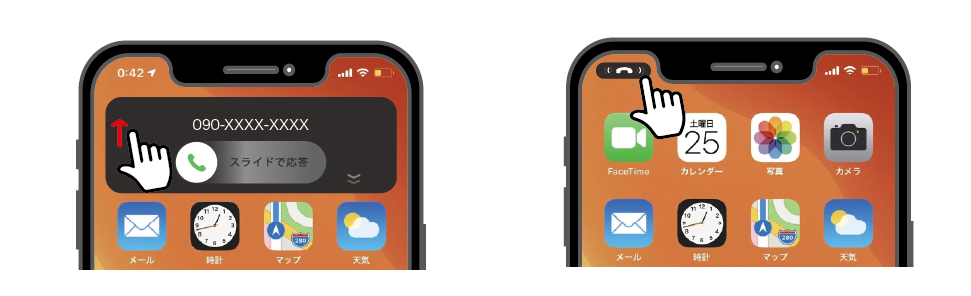 0:42
090-XXXX-XXXX
スライドで応答
280
メール
時計
マップ
天気
土曜日
25
FaceTime
カレンダー
写真
カメラ
280
メール
時計
マップ
天気